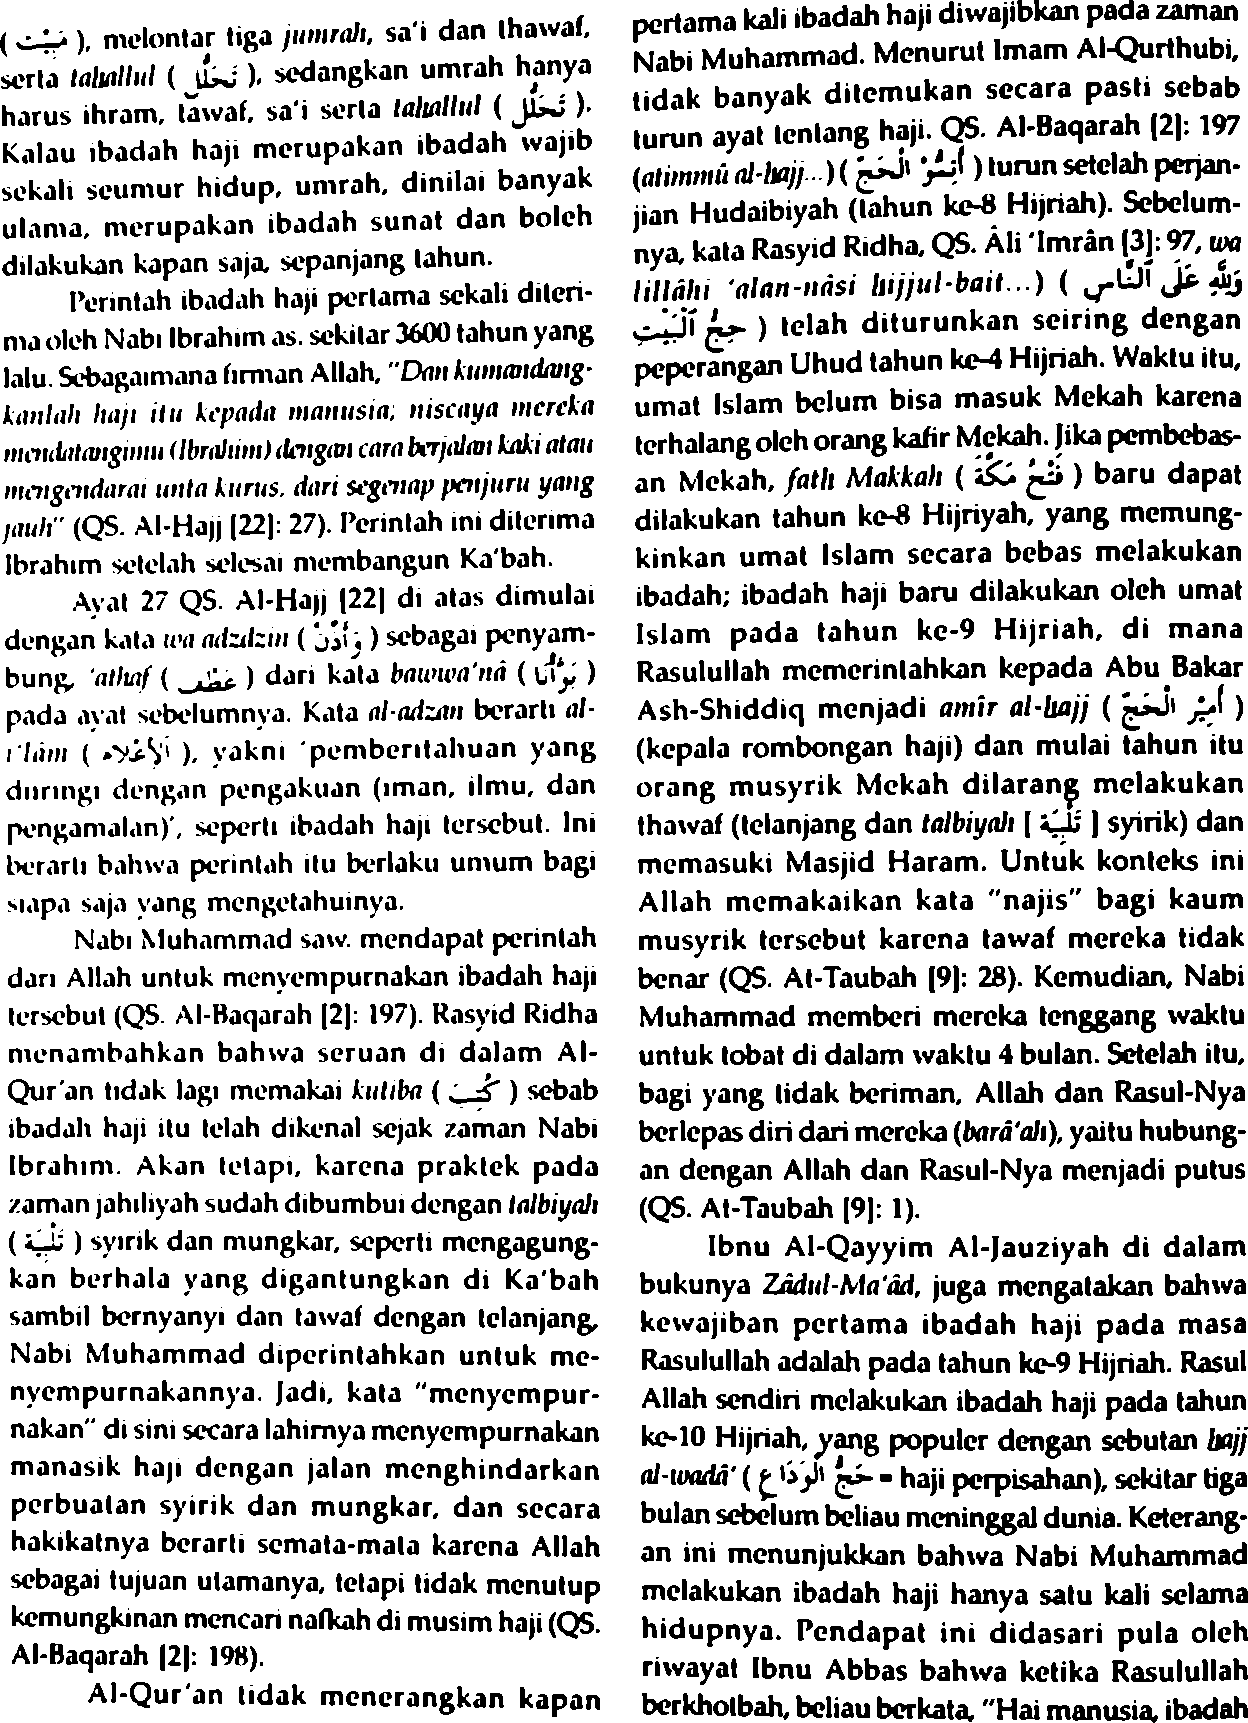 ( مَبِيْت ), melontar tiga jumrah, sa'i dan thawaf,
serta tahallul ( تَحَلُّل ), sedangkan umrah hanya
harus ihram, tawaf, sa'i serta tahallul ( تَحَلُّل ).
Kalau ibadah haji merupakan ibadah wajib
sekali seumur hidup, umrah, dinilai banyak
ulama, merupakan ibadah sunat dan boleh
dilakukan kapan saja, sepanjang tahun.
Perintah ibadah haji pertama sekali diteri-
ma oleh Nabi Ibrahim as. sekitar 3600 tahun yang
lalu. Sebagaimana firman Allah, "Dan kumandang-
kanlah haji itu kepada manusia; niscaya mereka
mendatangimu (Ibrahim) dengan cara berjalan kaki atau
mengendarai unta kurus, dari segenap penjuru yang
jauh" (QS. Al-Hajj [22]: 27). Perintah ini diterima
Ibrahim setelah selesai membangun Ka'bah.
Ayat 27 QS. Al-Hajj [22] di atas dimulai
dengan kata wa adzdzin ( وَأَذِّنْ ) sebagai penyam-
bung, 'athaf ( عَطْف ) dari kata bawwa'nâ ( بَوَّأْنَا )
pada ayat sebelumnya. Kata al-adzan berarti al-
i'lâm ( اَلْإِعْلَام ), yakni 'pemberitahuan yang
diiringi dengan pengakuan (iman, ilmu, dan
pengamalan)', seperti ibadah haji tersebut. Ini
berarti bahwa perintah itu berlaku umum bagi
siapa saja yang mengetahuinya.
Nabi Muhammad saw. mendapat perintah
dari Allah untuk menyempurnakan ibadah haji
tersebut (QS. Al-Baqarah [2]: 197). Rasyid Ridha
menambahkan bahwa seruan di dalam Al-
Qur'an tidak lagi memakai kutiba ( كُتِبَ ) sebab
ibadah haji itu telah dikenal sejak zaman Nabi
Ibrahim. Akan tetapi, karena praktek pada
zaman jahiliyah sudah dibumbui dengan talbiyah
( تَلْبِيَة ) syirik dan mungkar, seperti mengagung-
kan berhala yang digantungkan di Ka'bah
sambil bernyanyi dan tawaf dengan telanjang,
Nabi Muhammad diperintahkan untuk me-
nyempurnakannya. Jadi, kata "menyempur-
nakan" di sini secara lahirnya menyempurnakan
manasik haji dengan jalan menghindarkan
perbuatan syirik dan mungkar, dan secara
hakikatnya berarti semata-mata karena Allah
sebagai tujuan utamanya, tetapi tidak menutup
kemungkinan mencari nafkah di musim haji (QS.
Al-Baqarah [2]: 198).
Al-Qur'an tidak menerangkan kapan
pertama kali ibadah haji diwajibkan pada zaman
Nabi Muhammad. Menurut Imam Al-Qurthubi,
tidak banyak ditemukan secara pasti sebab
turun ayat tentang haji. QS. Al-Baqarah [2]: 197
(atimmû al-hajj...) ( أَتِمُّوْ الْحَجَّ ) turun setelah perjan-
jian Hudaibiyah (tahun ke-8 Hijriah). Sebelum-
nya, kata Rasyid Ridha, QS. Âli 'Imrân [3]: 97, wa
lillâhi 'alan-nâsi hijjul-bait...) ( وَلِلَّهِ عَلَى ٱلنَّاسِ
حِجُّ ٱلْبَيْتِ ) telah diturunkan seiring dengan
peperangan Uhud tahun ke-4 Hijriah. Waktu itu,
umat Islam belum bisa masuk Mekah karena
terhalang oleh orang kafir Mekah. Jika pembebas-
an Mekah, fath Makkah ( فَتْحُ مَكَّةَ ) baru dapat
dilakukan tahun ke-8 Hijriyah, yang memung-
kinkan umat Islam secara bebas melakukan
ibadah; ibadah haji baru dilakukan oleh umat
Islam pada tahun ke-9 Hijriah, di mana
Rasulullah memerintahkan kepada Abu Bakar
Ash-Shiddiq menjadi amîr al-hajj ( أَمِيْرُ الْحَجِّ )
(kepala rombongan haji) dan mulai tahun itu
orang musyrik Mekah dilarang melakukan
thawaf (telanjang dan talbiyah [ تَلْبِيَة ] syirik) dan
memasuki Masjid Haram. Untuk konteks ini
Allah memakaikan kata "najis" bagi kaum
musyrik tersebut karena tawaf mereka tidak
benar (QS. At-Taubah [9]: 28). Kemudian, Nabi
Muhammad memberi mereka tenggang waktu
untuk tobat di dalam waktu 4 bulan. Setelah itu,
bagi yang tidak beriman, Allah dan Rasul-Nya
berlepas diri dari mereka (barâ'ah), yaitu hubung-
an dengan Allah dan Rasul-Nya menjadi putus
(QS. At-Taubah [9]: 1).
Ibnu Al-Qayyim Al-Jauziyah di dalam
bukunya Zâdul-Ma'âd, juga mengatakan bahwa
kewajiban pertama ibadah haji pada masa
Rasulullah adalah pada tahun ke-9 Hijriah. Rasul
Allah sendiri melakukan ibadah haji pada tahun
ke-10 Hijriah, yang populer dengan sebutan hajj
al-wadâ' ( حَجُّ الْوَدَاع = haji perpisahan), sekitar tiga
bulan sebelum beliau meninggal dunia. Keterang-
an ini menunjukkan bahwa Nabi Muhammad
melakukan ibadah haji hanya satu kali selama
hidupnya. Pendapat ini didasari pula oleh
riwayat Ibnu Abbas bahwa ketika Rasulullah
berkhotbah, beliau berkata, "Hai manusia, ibadah